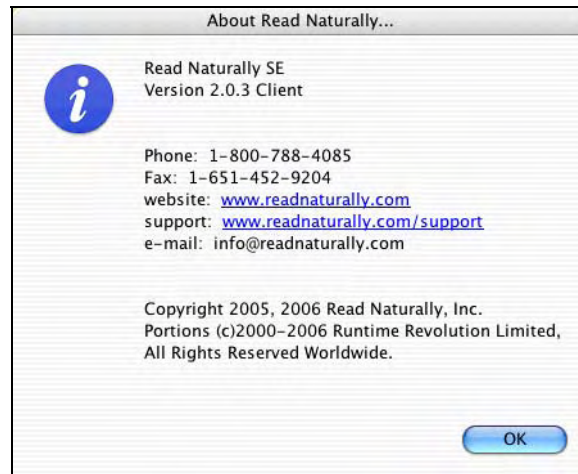 About Read Naturally...
Read Naturally SE
Version 2.0.3 Client
Phone: 1-800-788-4085
Fax: 1-651-452-9204
website: www.readnaturally.com
support: www.readnaturally.com/support
e-mail: info@readnaturally.com
Copyright 2005, 2006 Read Naturally, Inc.
Portions (c)2000-2006 Runtime Revolution Limited,
All Rights Reserved Worldwide.
OK